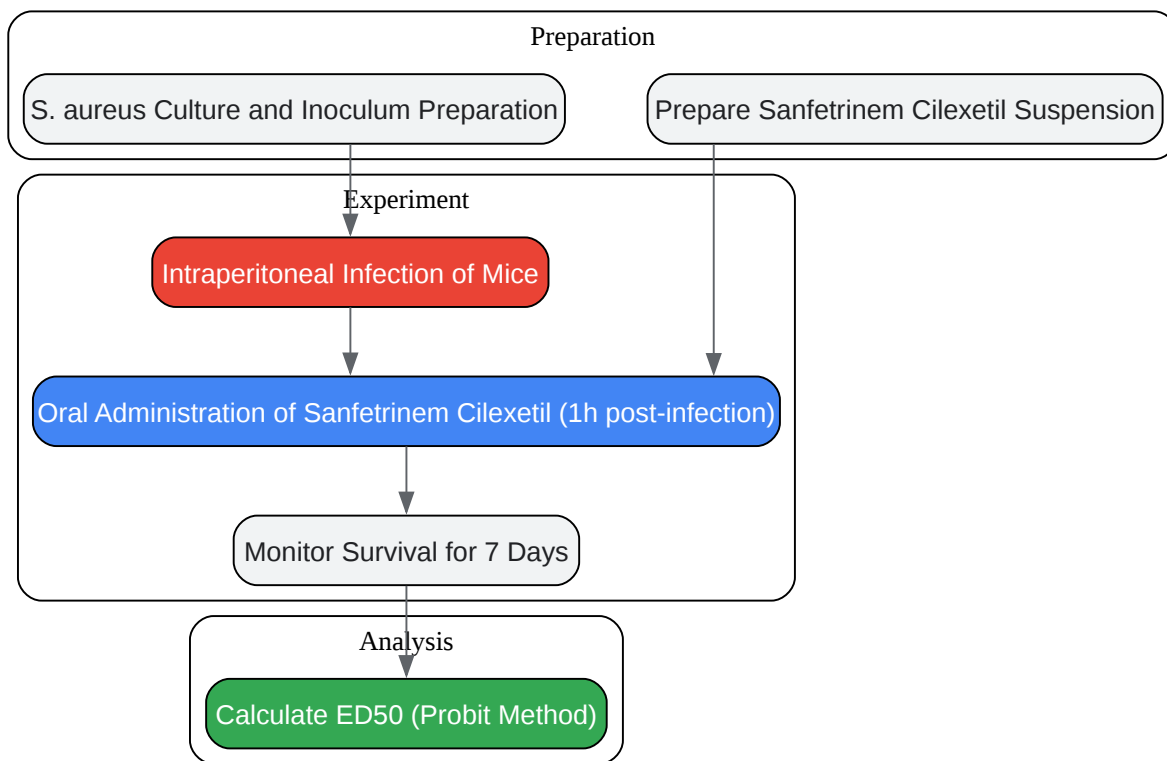 Preparation
S. aureus Culture and Inoculum Preparation
Prepare Sanfetrinem Cilexetil Suspension
Experiment
Intraperitoneal Infection of Mice
Oral Administration of Sanfetrinem Cilexetil (1h post-infection)
Monitor Survival for 7 Days
Analysis
Calculate ED50 (Probit Method)